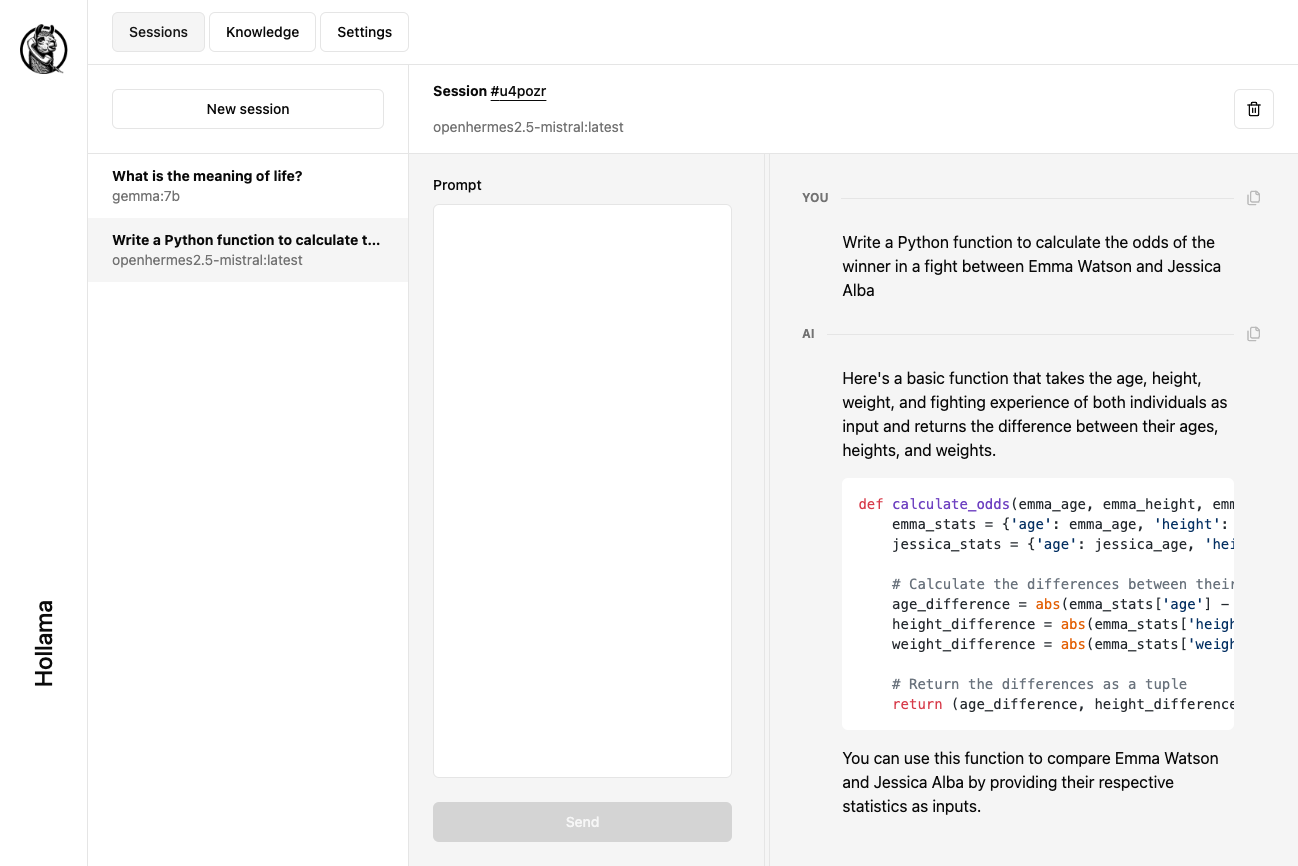 Sessions
Knowledge
Settings
New session
Session #u4pozr
openhermes2.5-mistral:latest
What is the meaning of life?
gemma:7b
Write a Python function to calculate t...
openhermes2.5-mistral:latest
Hollama
Prompt
Send
YOU
Write a Python function to calculate the odds of the
winner in a fight between Emma Watson and Jessica
Alba
AI
Here's a basic function that takes the age, height,
weight, and fighting experience of both individuals as
input and returns the difference between their ages,
heights, and weights.
def calculate_odds(emma_age, emma_height, emm
    emma_stats = {'age': emma_age, 'height':
    jessica_stats = {'age': jessica_age, 'hei
    # Calculate the differences between their
    age_difference = abs(emma_stats['age'] -
    height_difference = abs(emma_stats['heigh
    weight_difference = abs(emma_stats['weigh
    # Return the differences as a tuple
    return (age_difference, height_difference
You can use this function to compare Emma Watson
and Jessica Alba by providing their respective
statistics as inputs.